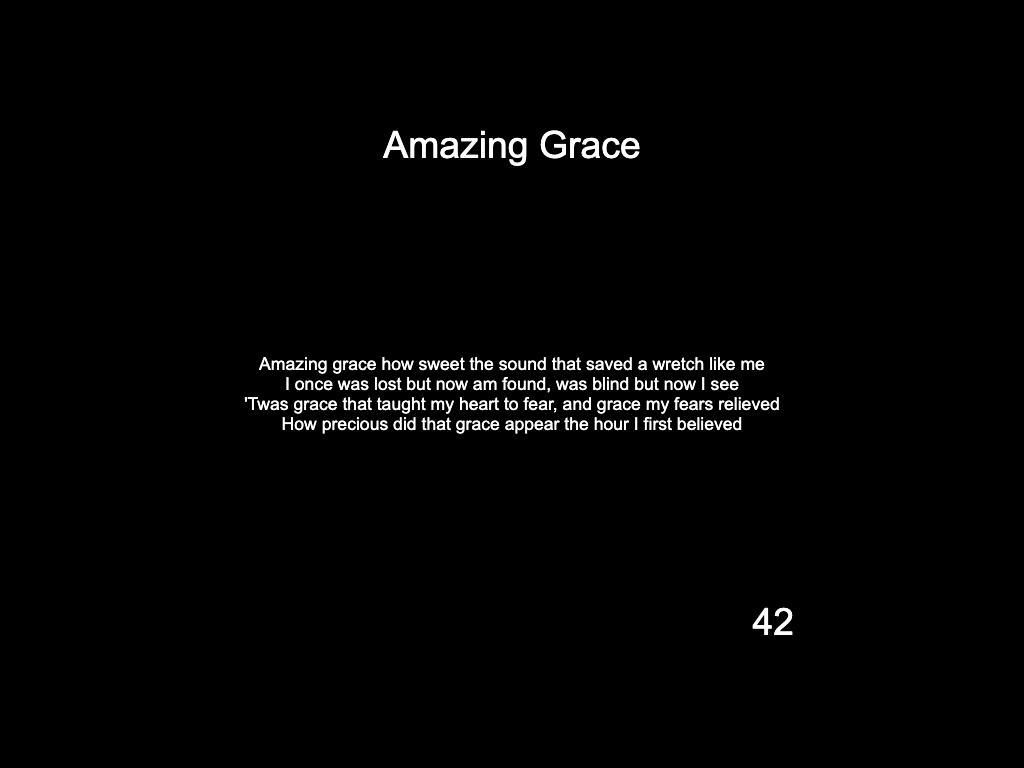 Amazing Grace
Amazing grace how sweet the sound that saved a wretch like me
I once was lost but now am found, was blind but now I see
'Twas grace that taught my heart to fear, and grace my fears relieved
How precious did that grace appear the hour I first believed
42